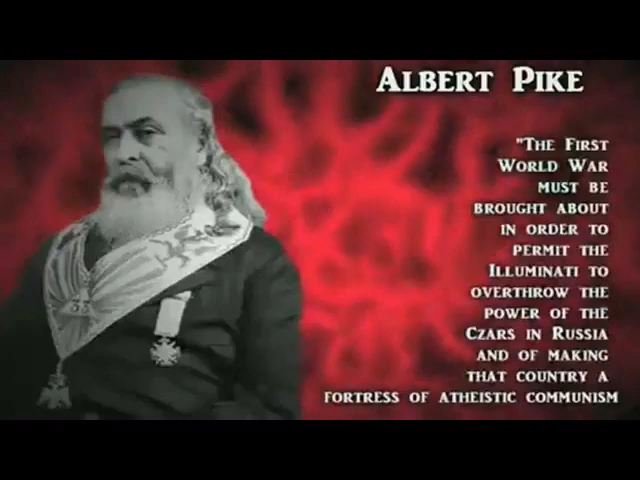 ALBERT PIKE
"THE FIRST
WORLD WAR
MUST BE
BROUGHT ABOUT
IN ORDER TO
PERMIT THE
ILLUMINATI TO
OVERTHROW THE
POWER OF THE
CZARS IN RUSSIA
AND OF MAKING
THAT COUNTRY A
FORTRESS OF ATHEISTIC COMMUNISM
33